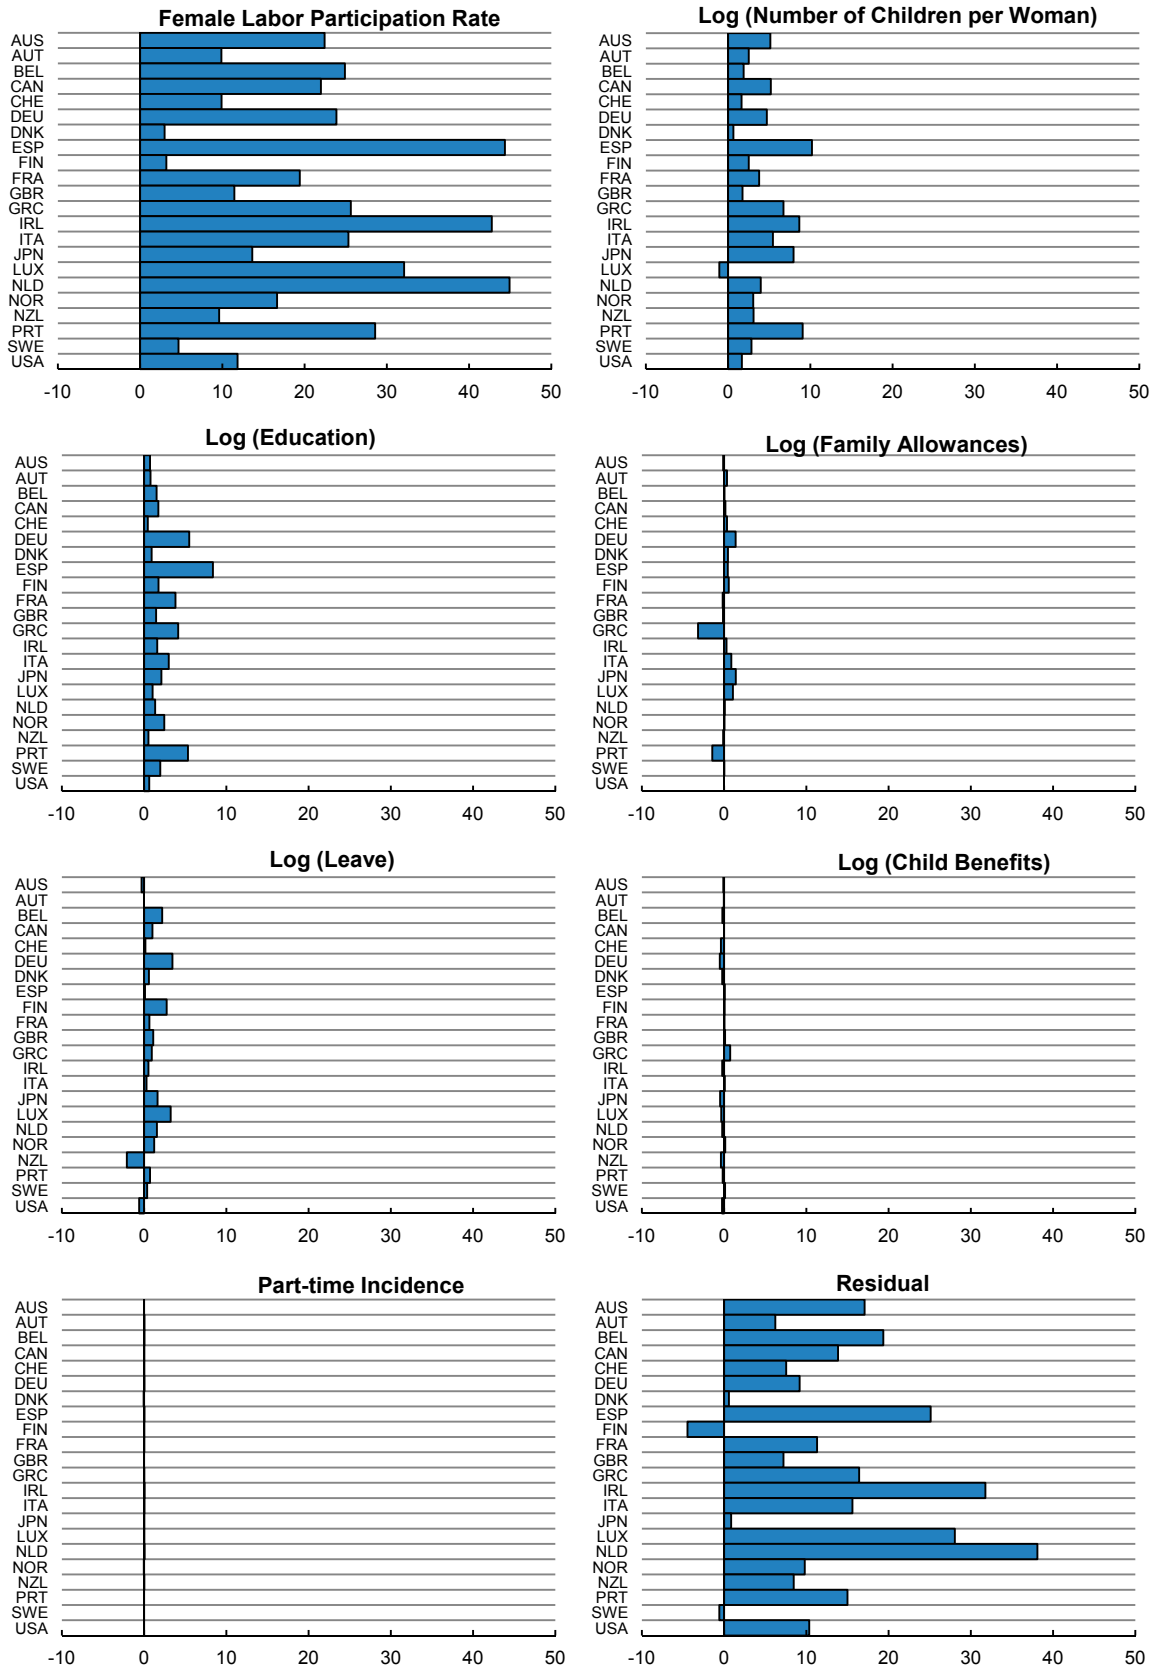 Female Labor Participation Rate
AUS
AUT
BEL
CAN
CHE
DEU
DNK
ESP
FIN
FRA
GBR
GRC
IRL
ITA
JPN
LUX
NLD
NOR
NZL
PRT
SWE
USA
-10 0 10 20 30 40 50
Log (Number of Children per Woman)
AUS
AUT
BEL
CAN
CHE
DEU
DNK
ESP
FIN
FRA
GBR
GRC
IRL
ITA
JPN
LUX
NLD
NOR
NZL
PRT
SWE
USA
-10 0 10 20 30 40 50
Log (Education)
AUS
AUT
BEL
CAN
CHE
DEU
DNK
ESP
FIN
FRA
GBR
GRC
IRL
ITA
JPN
LUX
NLD
NOR
NZL
PRT
SWE
USA
-10 0 10 20 30 40 50
Log (Family Allowances)
AUS
AUT
BEL
CAN
CHE
DEU
DNK
ESP
FIN
FRA
GBR
GRC
IRL
ITA
JPN
LUX
NLD
NOR
NZL
PRT
SWE
USA
-10 0 10 20 30 40 50
Log (Leave)
AUS
AUT
BEL
CAN
CHE
DEU
DNK
ESP
FIN
FRA
GBR
GRC
IRL
ITA
JPN
LUX
NLD
NOR
NZL
PRT
SWE
USA
-10 0 10 20 30 40 50
Log (Child Benefits)
AUS
AUT
BEL
CAN
CHE
DEU
DNK
ESP
FIN
FRA
GBR
GRC
IRL
ITA
JPN
LUX
NLD
NOR
NZL
PRT
SWE
USA
-10 0 10 20 30 40 50
Part-time Incidence
AUS
AUT
BEL
CAN
CHE
DEU
DNK
ESP
FIN
FRA
GBR
GRC
IRL
ITA
JPN
LUX
NLD
NOR
NZL
PRT
SWE
USA
-10 0 10 20 30 40 50
Residual
AUS
AUT
BEL
CAN
CHE
DEU
DNK
ESP
FIN
FRA
GBR
GRC
IRL
ITA
JPN
LUX
NLD
NOR
NZL
PRT
SWE
USA
-10 0 10 20 30 40 50